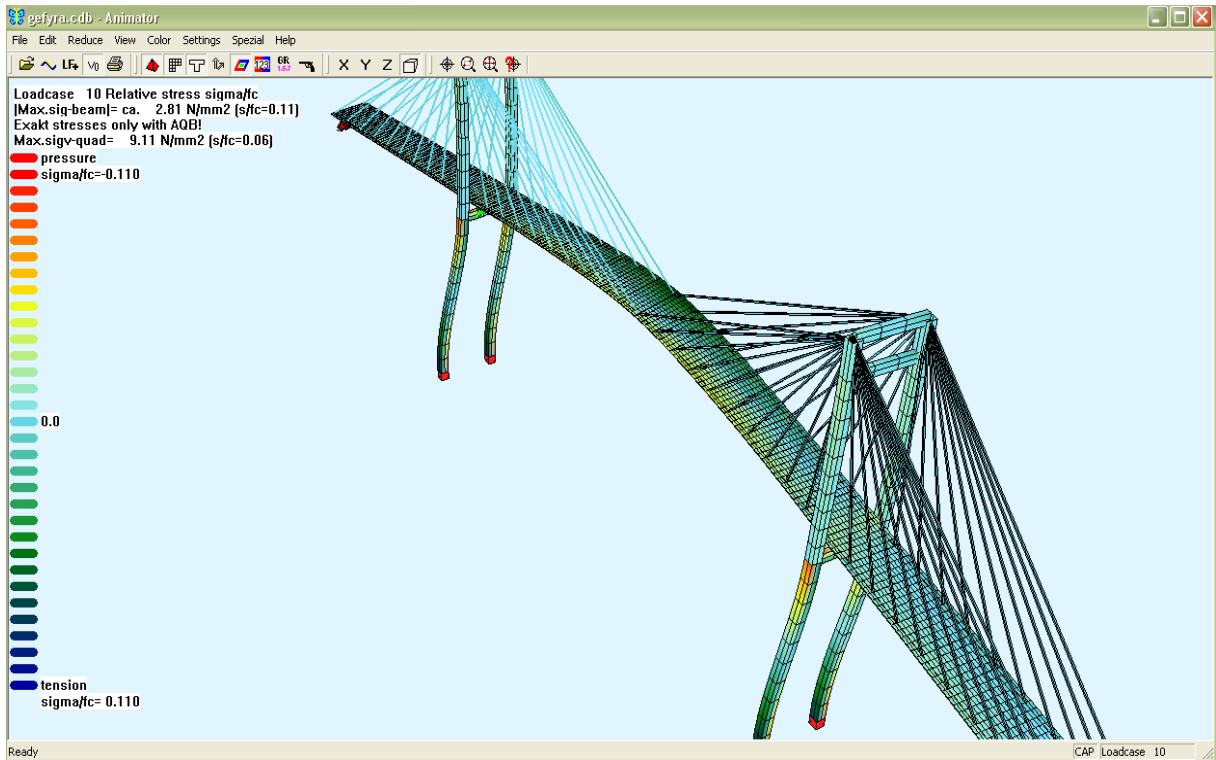 gefyra.cdb - Animator
File Edit Reduce View Color Settings Spezial Help
LF+ V0 123 GR X Y Z
Loadcase 10 Relative stress sigma/fc
|Max.sig-beam|= ca. 2.81 N/mm2 (s/fc=0.11)
Exakt stresses only with AQB!
Max.sigv-quad= 9.11 N/mm2 (s/fc=0.06)
pressure
sigma/fc=-0.110
0.0
tension
sigma/fc= 0.110
Ready CAP Loadcase 10